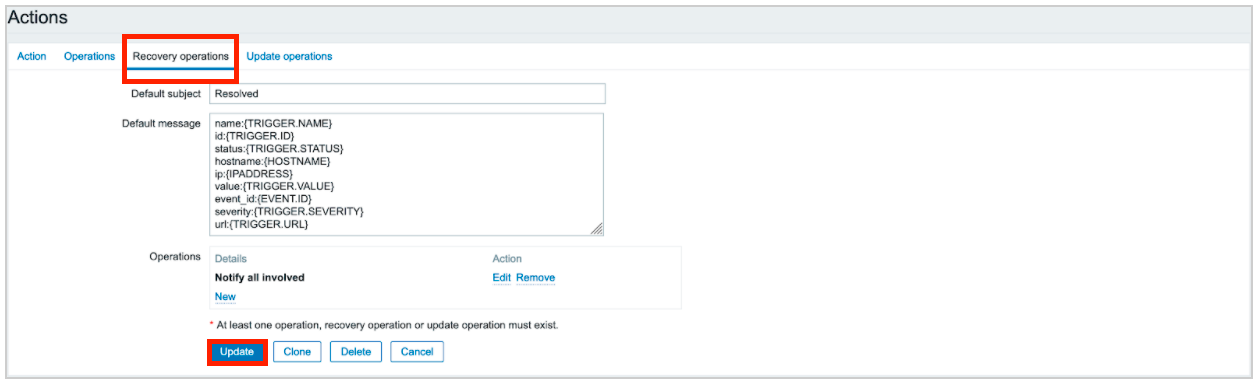 Actions
Action Operations Recovery operations Update operations
Default subject Resolved
Default message name:{TRIGGER.NAME}
id:{TRIGGER.ID}
status:{TRIGGER.STATUS}
hostname:{HOSTNAME}
ip:{IPADDRESS}
value:{TRIGGER.VALUE}
event_id:{EVENT.ID}
severity:{TRIGGER.SEVERITY}
url:{TRIGGER.URL}
Operations Details Action
Notify all involved Edit Remove
New
* At least one operation, recovery operation or update operation must exist.
Update Clone Delete Cancel